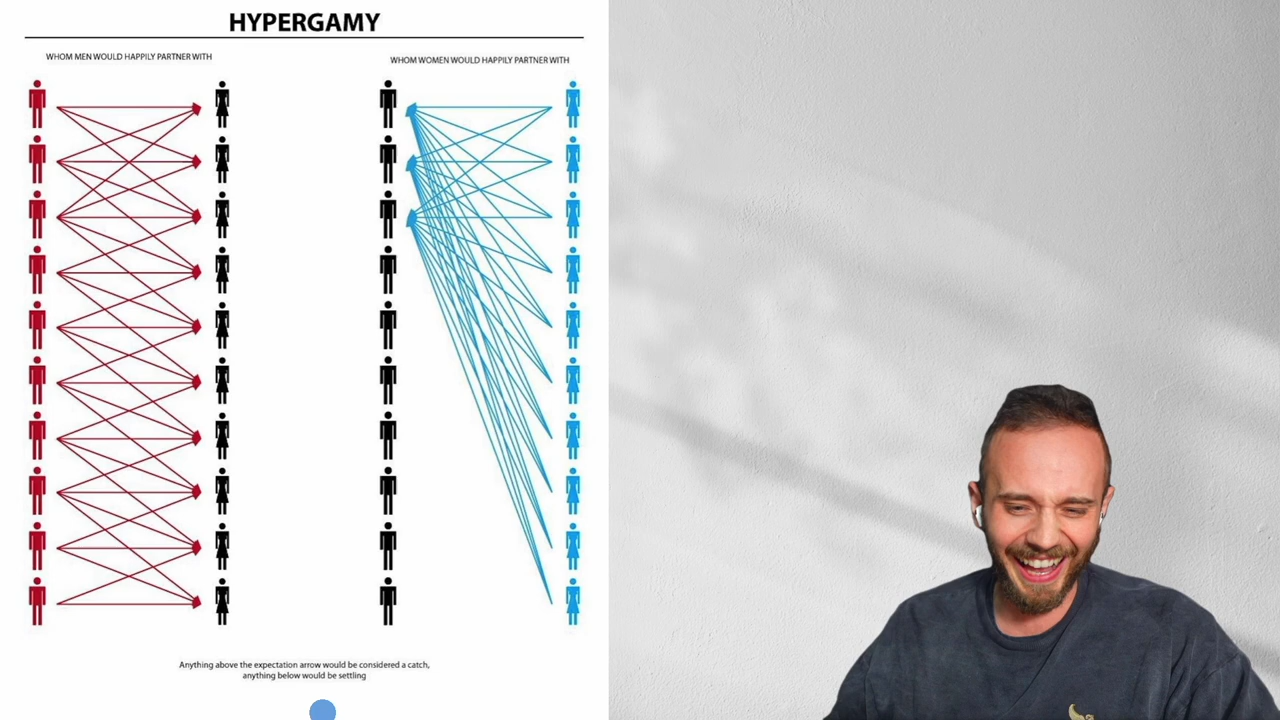 HYPERGAMY
WHOM MEN WOULD HAPPILY PARTNER WITH
WHOM WOMEN WOULD HAPPILY PARTNER WITH
Anything above the expectation arrow would be considered a catch,
anything below would be settling